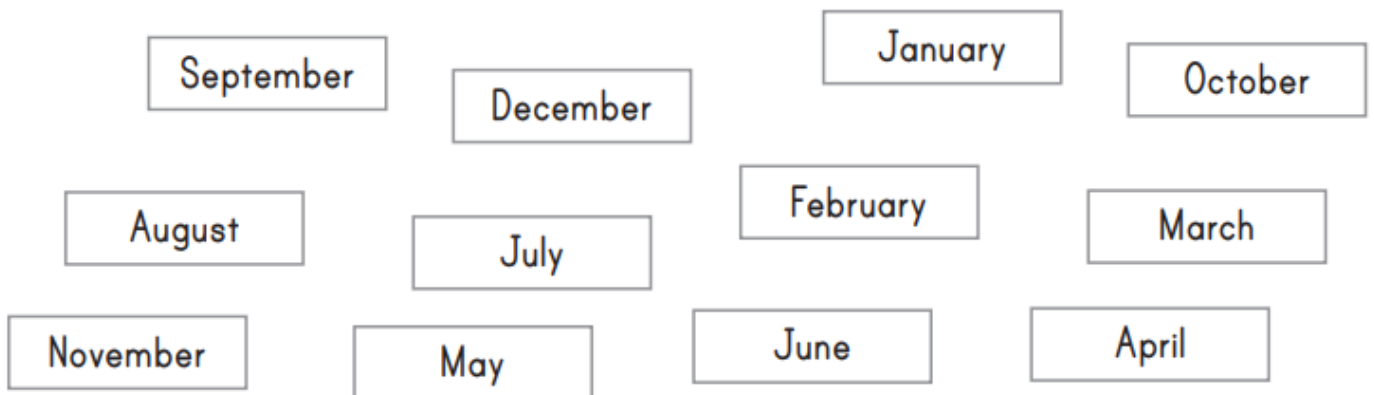 September
December
January
October
August
July
February
March
November
May
June
April